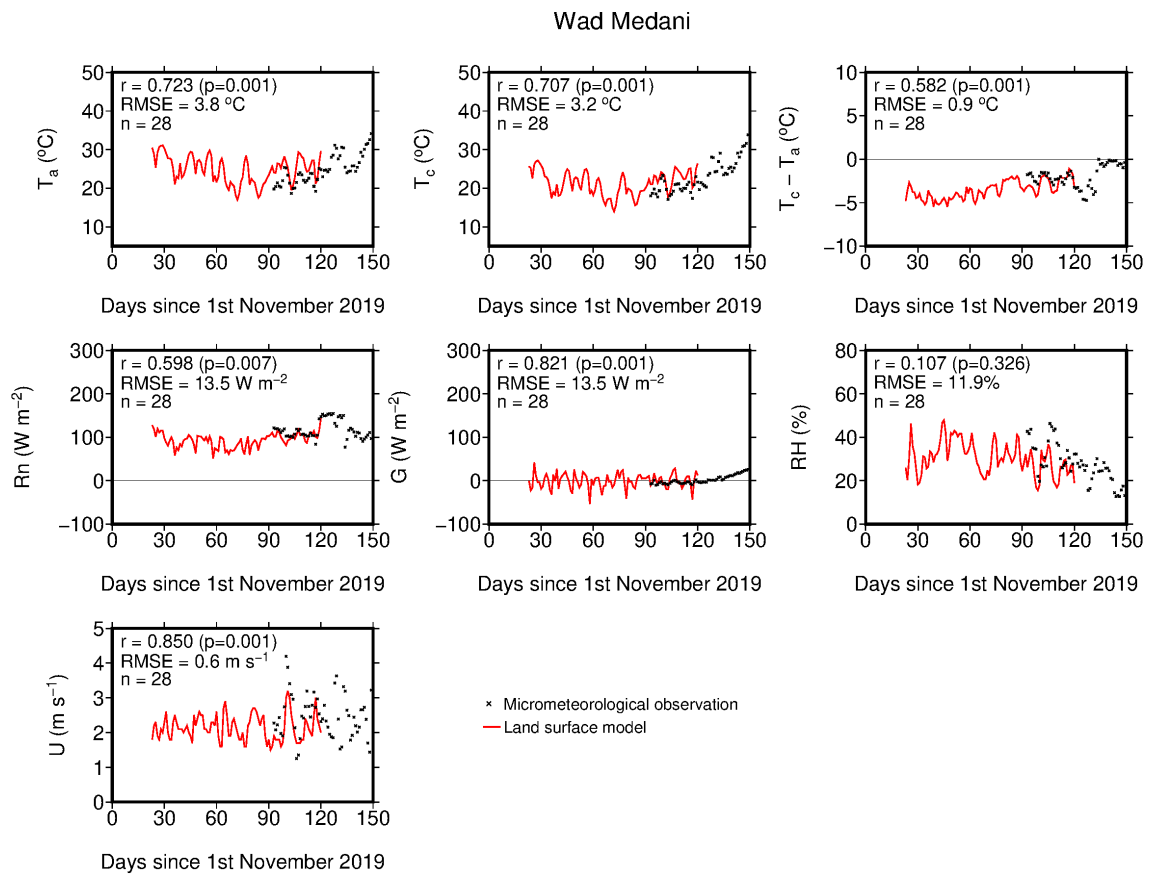 Wad Medani
r = 0.723 (p=0.001)
RMSE = 3.8 °C
n = 28
50
40
30
20
10
Tₐ (°C)
0 30 60 90 120 150
Days since 1st November 2019
r = 0.707 (p=0.001)
RMSE = 3.2 °C
n = 28
50
40
30
20
10
T꜀ (°C)
0 30 60 90 120 150
Days since 1st November 2019
r = 0.582 (p=0.001)
RMSE = 0.9 °C
n = 28
10
5
0
−5
−10
T꜀ − Tₐ (°C)
0 30 60 90 120 150
Days since 1st November 2019
r = 0.598 (p=0.007)
RMSE = 13.5 W m⁻²
n = 28
300
200
100
0
−100
Rn (W m⁻²)
0 30 60 90 120 150
Days since 1st November 2019
r = 0.821 (p=0.001)
RMSE = 13.5 W m⁻²
n = 28
300
200
100
0
−100
G (W m⁻²)
0 30 60 90 120 150
Days since 1st November 2019
r = 0.107 (p=0.326)
RMSE = 11.9%
n = 28
80
60
40
20
0
RH (%)
0 30 60 90 120 150
Days since 1st November 2019
r = 0.850 (p=0.001)
RMSE = 0.6 m s⁻¹
n = 28
5
4
3
2
1
0
U (m s⁻¹)
0 30 60 90 120 150
Days since 1st November 2019
Micrometeorological observation
Land surface model